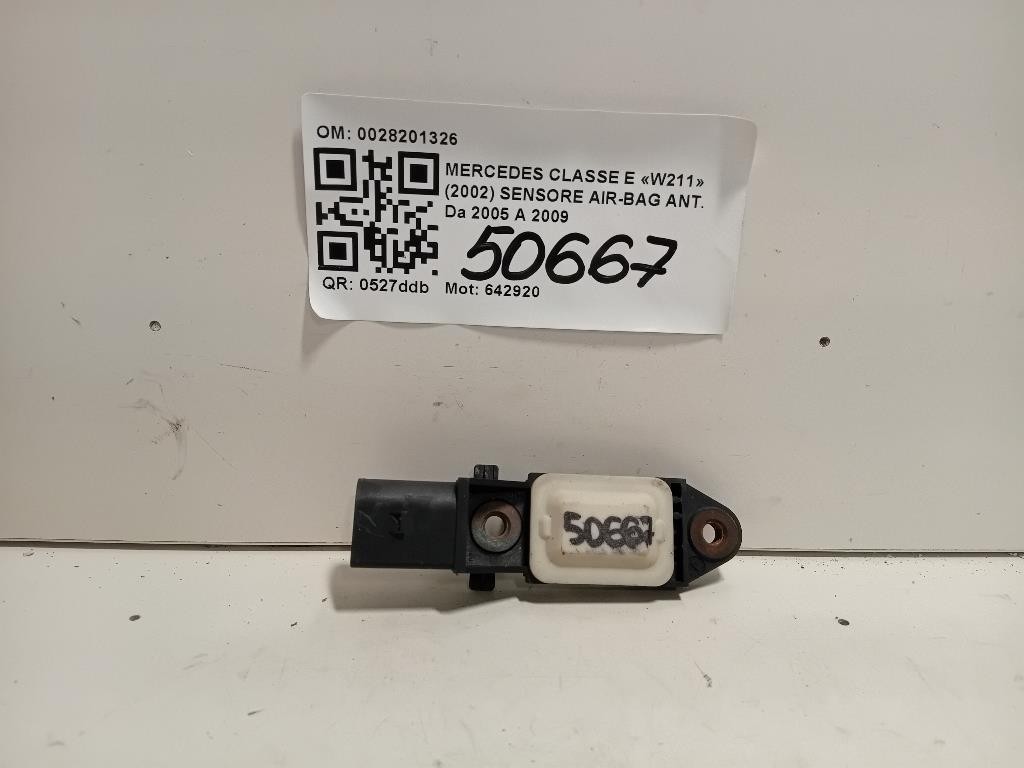 OM: 0028201326
MERCEDES CLASSE E «W211»
(2002) SENSORE AIR-BAG ANT.
Da 2005 A 2009
50667
QR: 0527ddb Mot: 642920
50667